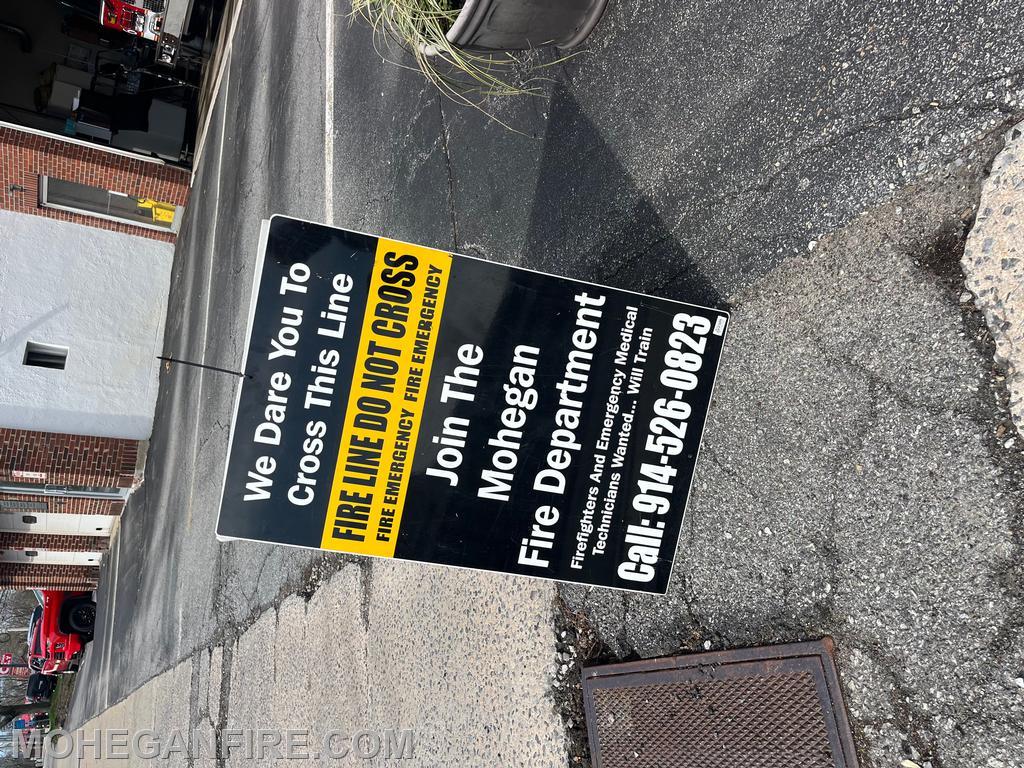 We Dare You To
Cross This Line
FIRE LINE DO NOT CROSS
FIRE EMERGENCY FIRE EMERGENCY
Join The
Mohegan
Fire Department
Firefighters And Emergency Medical
Technicians Wanted... Will Train
Call: 914-526-0823
MOHEGANFIRE.COM